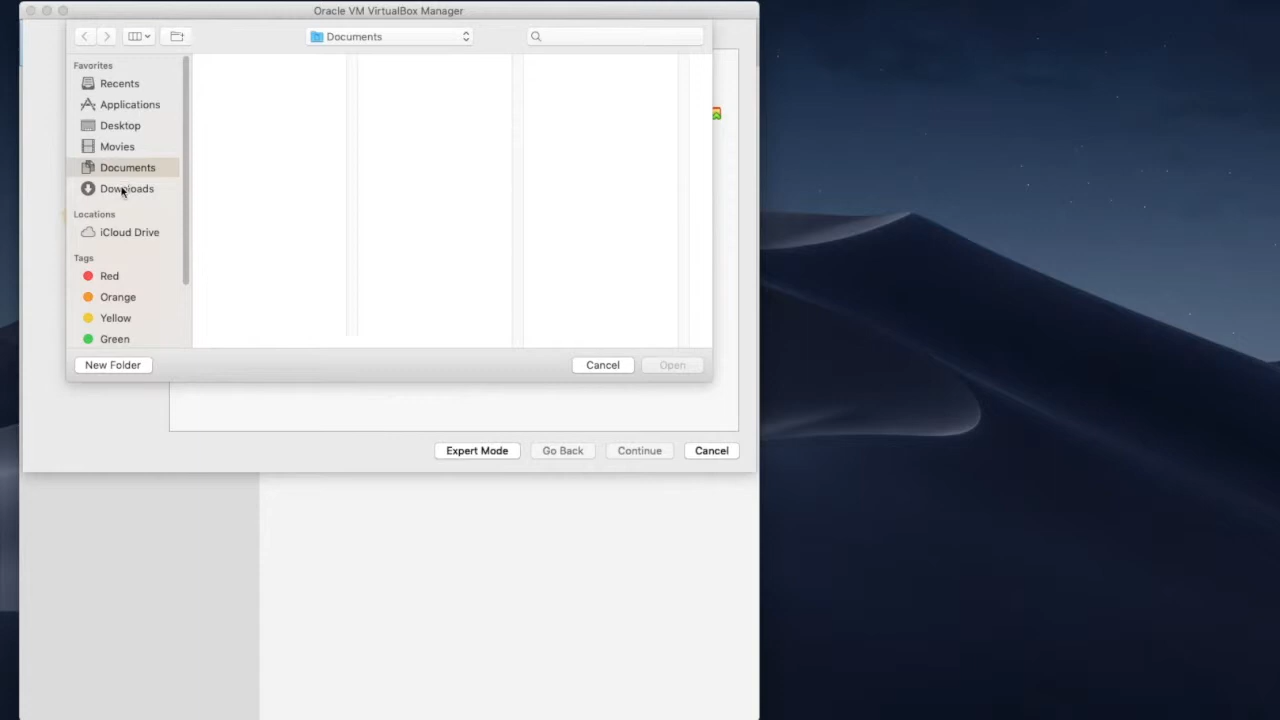 Oracle VM VirtualBox Manager
Documents
Favorites
Recents
Applications
Desktop
Movies
Documents
Downloads
Locations
iCloud Drive
Tags
Red
Orange
Yellow
Green
New Folder
Cancel
Open
Expert Mode
Go Back
Continue
Cancel